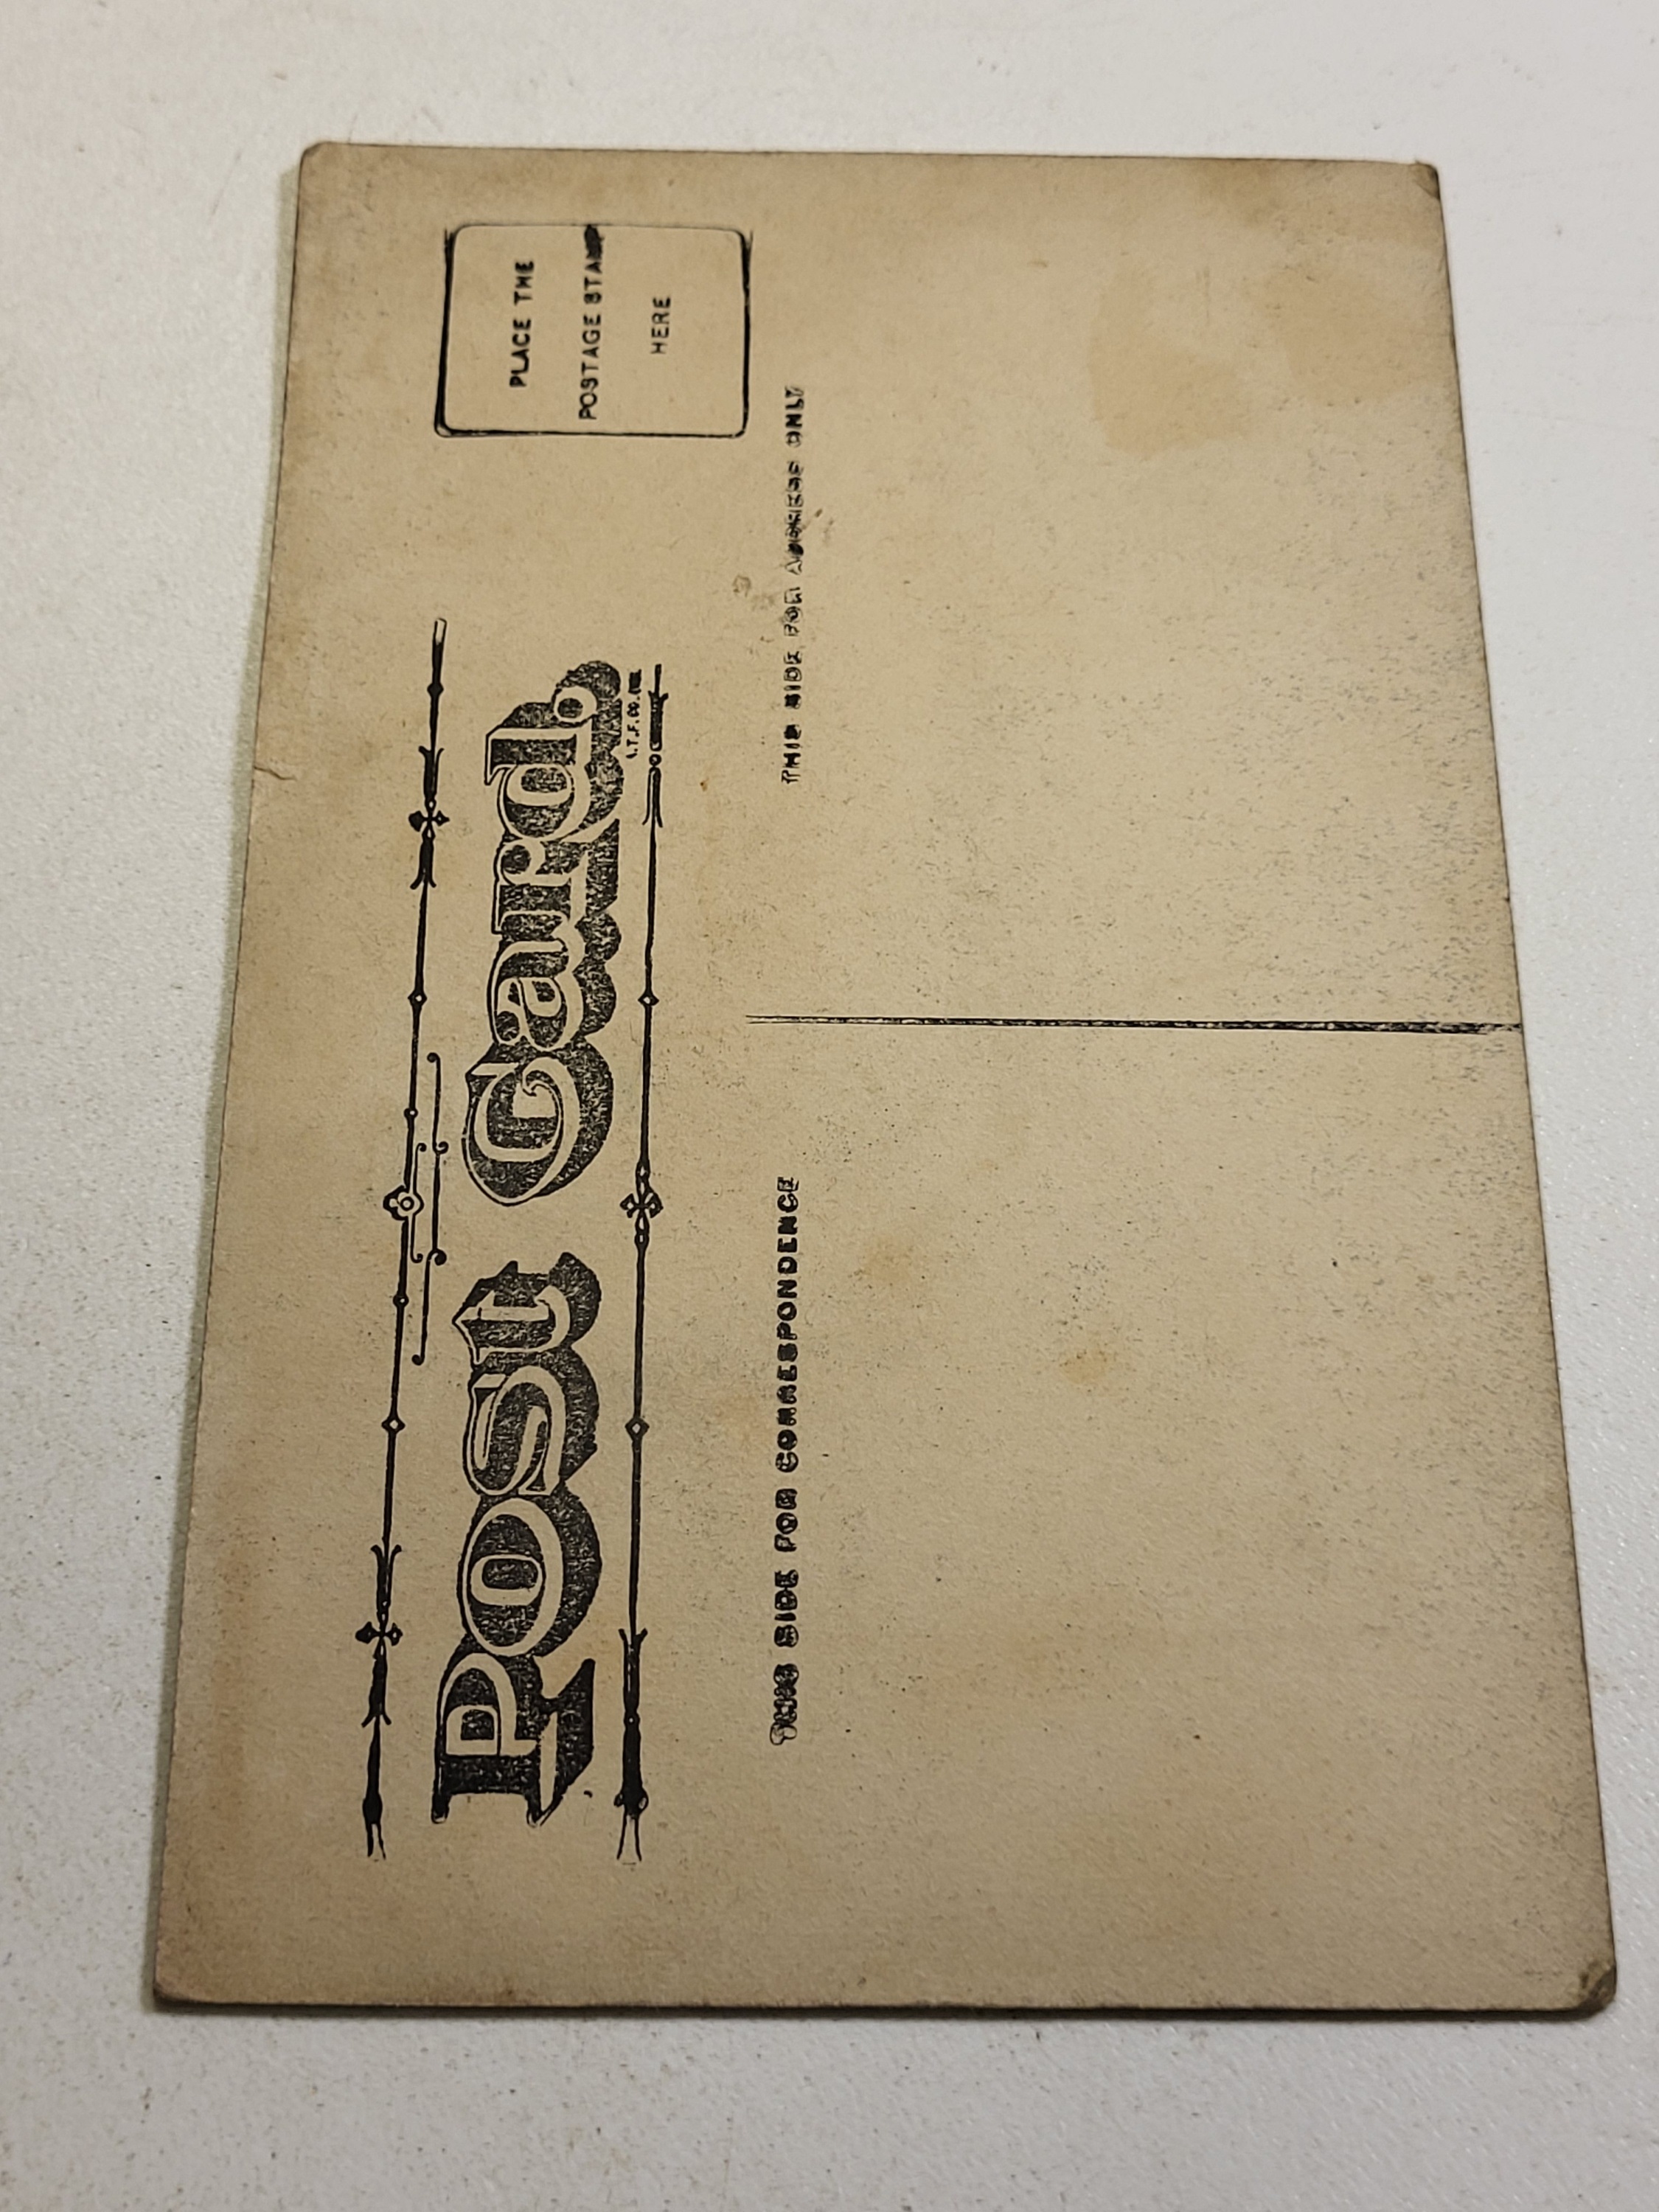 Post Card.
PLACE THE
POSTAGE STAMP
HERE
THIS SIDE FOR CORRESPONDENCE
THIS SIDE FOR ADDRESS ONLY